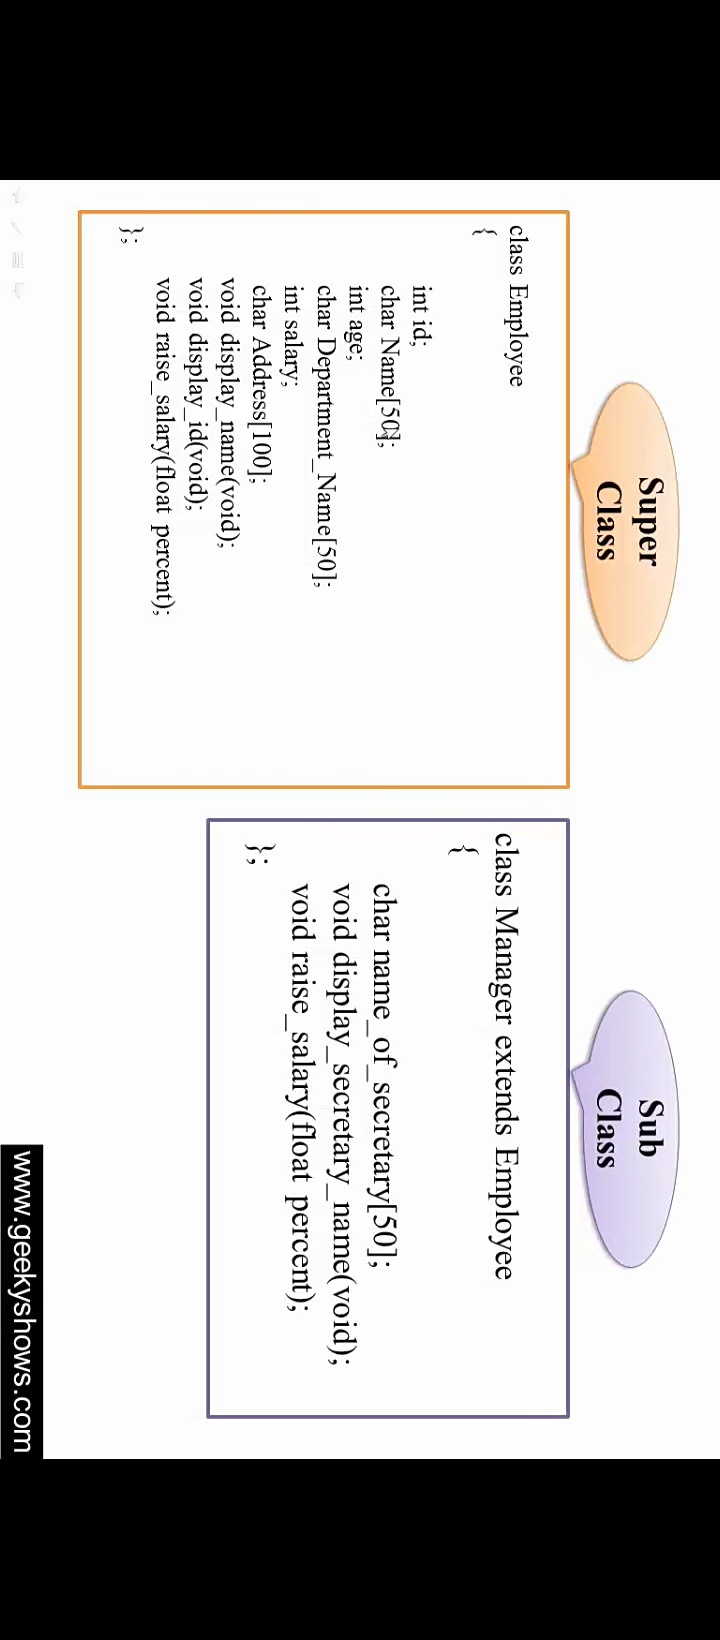 Super
Class
class Employee
{
int id;
char Name[50];
int age;
char Department_Name[50];
int salary;
char Address[100];
void display_name(void);
void display_id(void);
void raise_salary(float percent);
};
Sub
Class
class Manager extends Employee
{
char name_of_secretary[50];
void display_secretary_name(void);
void raise_salary(float percent);
};
www.geekyshows.com